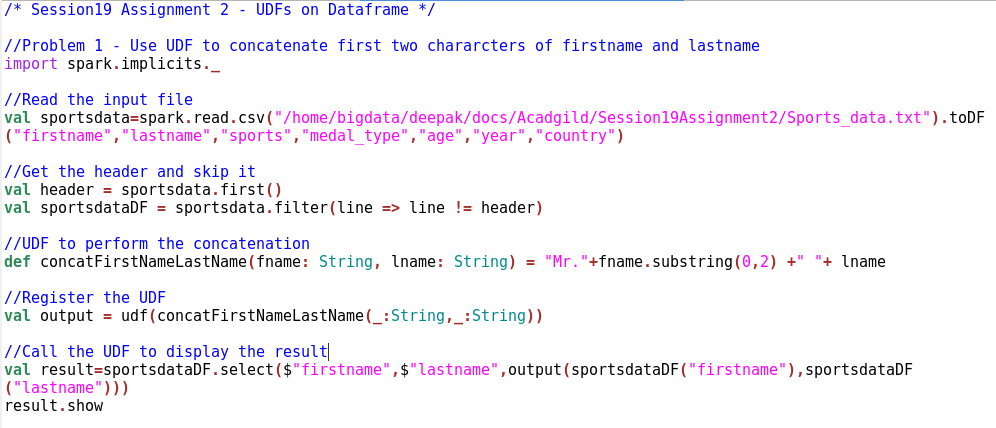 /* Session19 Assignment 2 - UDFs on Dataframe */
//Problem 1 - Use UDF to concatenate first two chararcters of firstname and lastname
import spark.implicits._
//Read the input file
val sportsdata=spark.read.csv("/home/bigdata/deepak/docs/Acadgild/Session19Assignment2/Sports_data.txt").toDF
("firstname","lastname","sports","medal_type","age","year","country")
//Get the header and skip it
val header = sportsdata.first()
val sportsdataDF = sportsdata.filter(line => line != header)
//UDF to perform the concatenation
def concatFirstNameLastName(fname: String, lname: String) = "Mr."+fname.substring(0,2) +" "+ lname
//Register the UDF
val output = udf(concatFirstNameLastName(_:String,_:String))
//Call the UDF to display the result
val result=sportsdataDF.select($"firstname",$"lastname",output(sportsdataDF("firstname"),sportsdataDF
("lastname")))
result.show